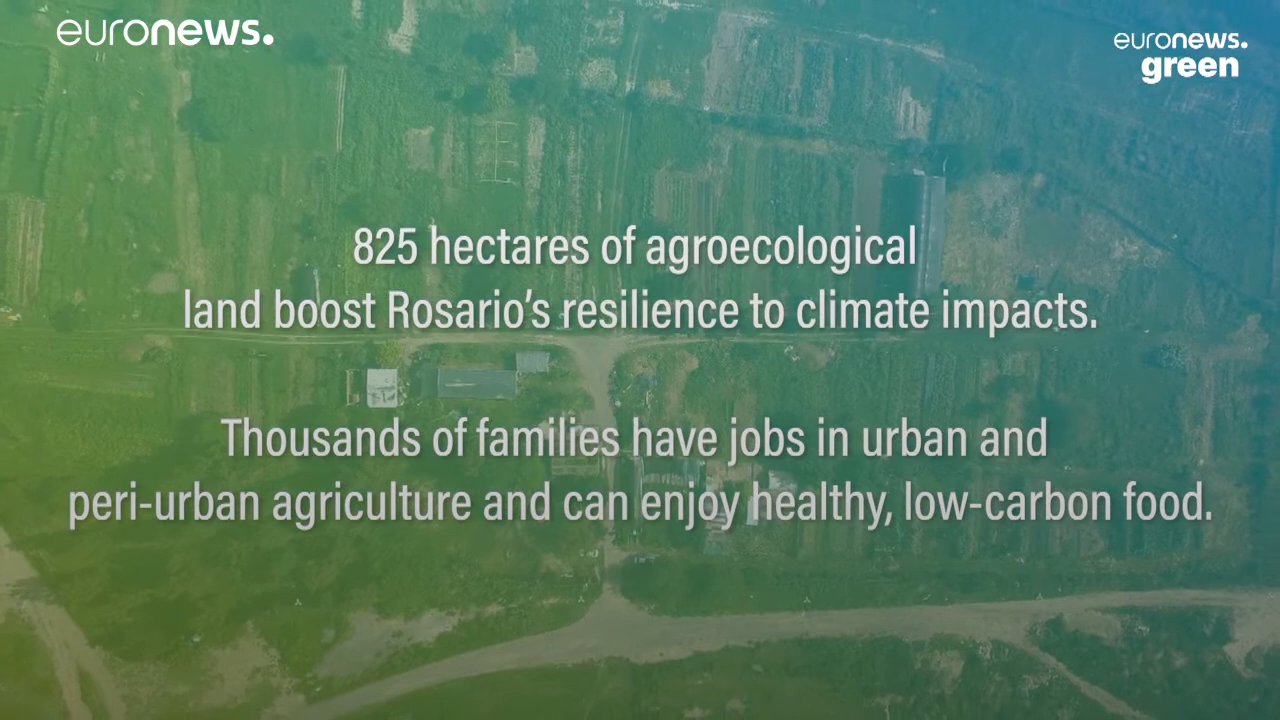 euronews.
euronews.
green
825 hectares of agroecological
land boost Rosario's resilience to climate impacts.
Thousands of families have jobs in urban and
peri-urban agriculture and can enjoy healthy, low-carbon food.